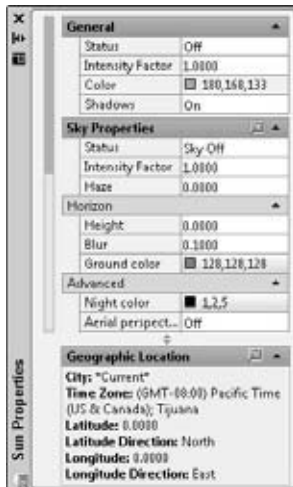 General
Status Off
Intensity Factor 1.0000
Color 180,168,133
Shadows On
Sky Properties
Status Sky Off
Intensity Factor 1.0000
Haze 0.0000
Horizon
Height 0.0000
Blur 0.1000
Ground color 128,128,128
Advanced
Night color 1,2,5
Aerial perspect... Off
Geographic Location
City: "Current"
Time Zone: (GMT-08:00) Pacific Time
(US & Canada); Tijuana
Latitude: 0.0000
Latitude Direction: North
Longitude: 0.0000
Longitude Direction: East
Sun Properties